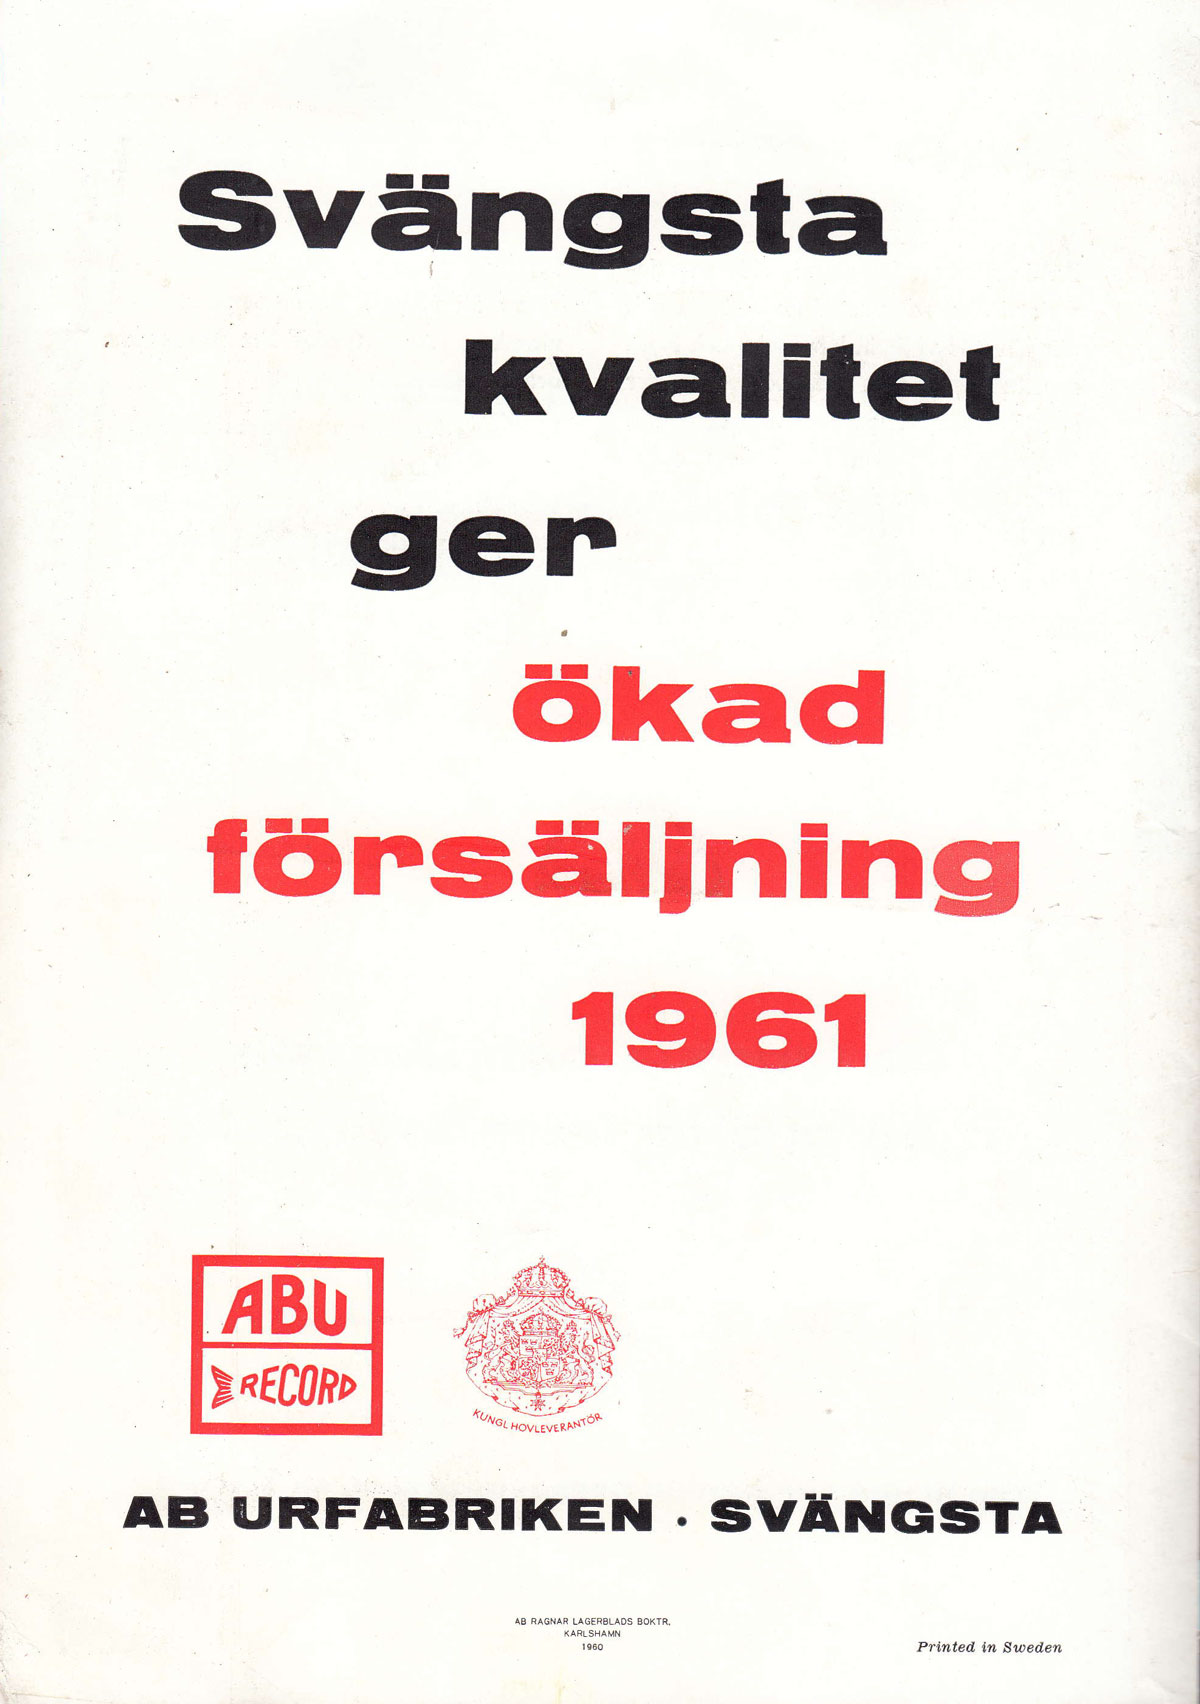 Svängsta
kvalitet
ger
ökad
försäljning
1961
ABU
RECORD
KUNGL HOVLEVERANTÖR
AB URFABRIKEN · SVÄNGSTA
AB RAGNAR LAGERBLADS BOKTR.
KARLSHAMN
1960
Printed in Sweden